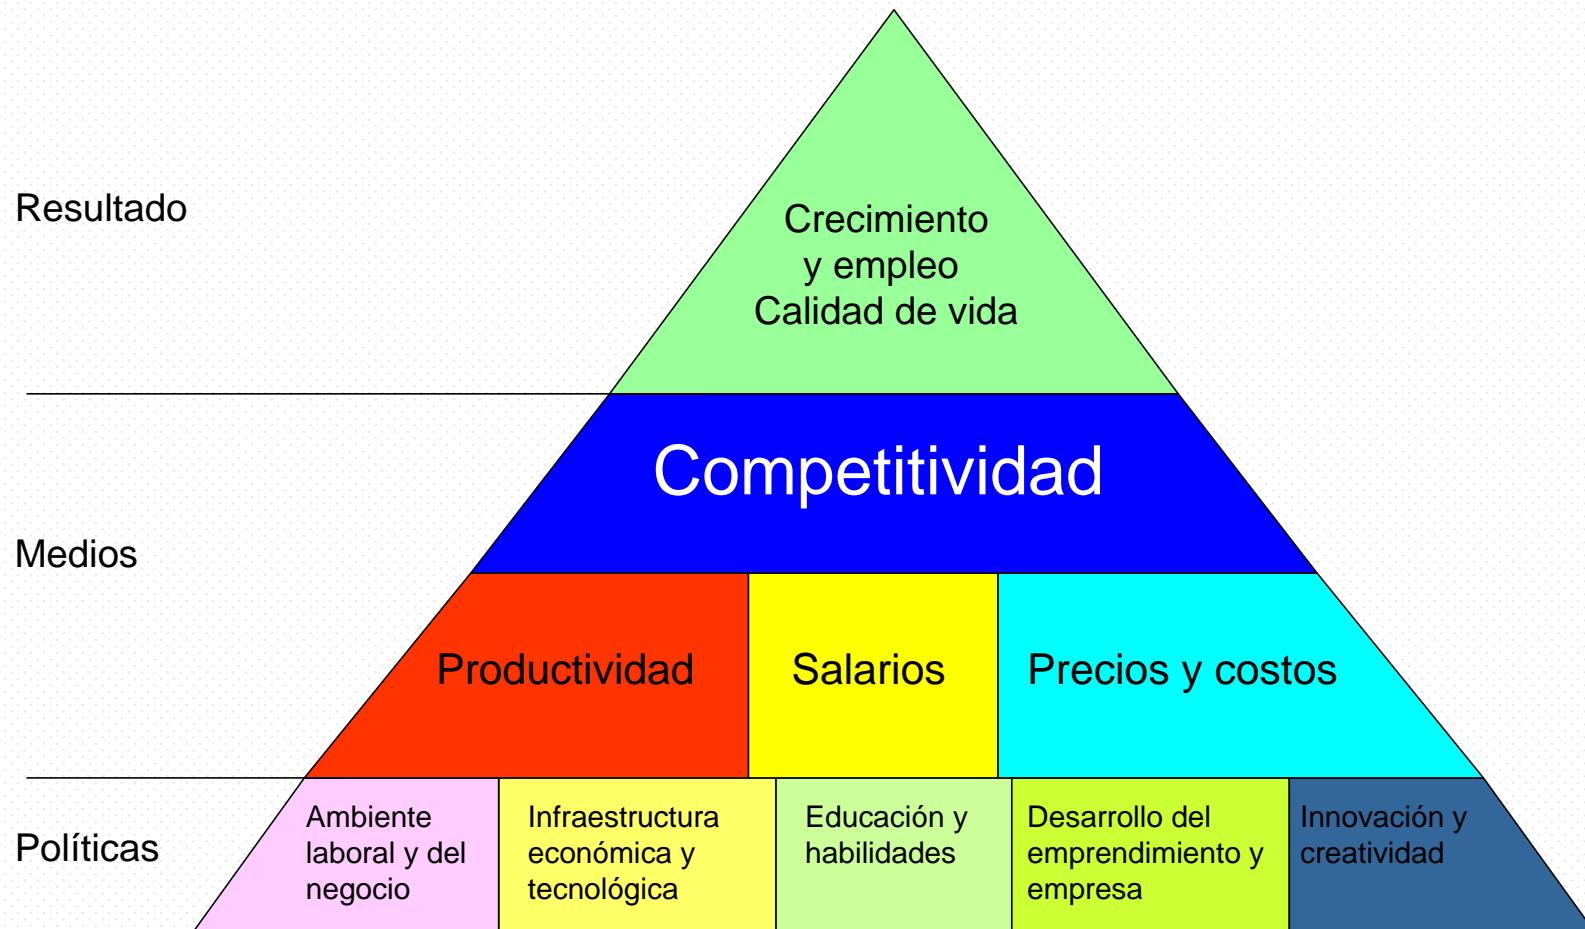 Resultado
Crecimiento
y empleo
Calidad de vida
Competitividad
Medios
Productividad
Salarios
Precios y costos
Políticas
Ambiente
laboral y del
negocio
Infraestructura
económica y
tecnológica
Educación y
habilidades
Desarrollo del
emprendimiento y
empresa
Innovación y
creatividad